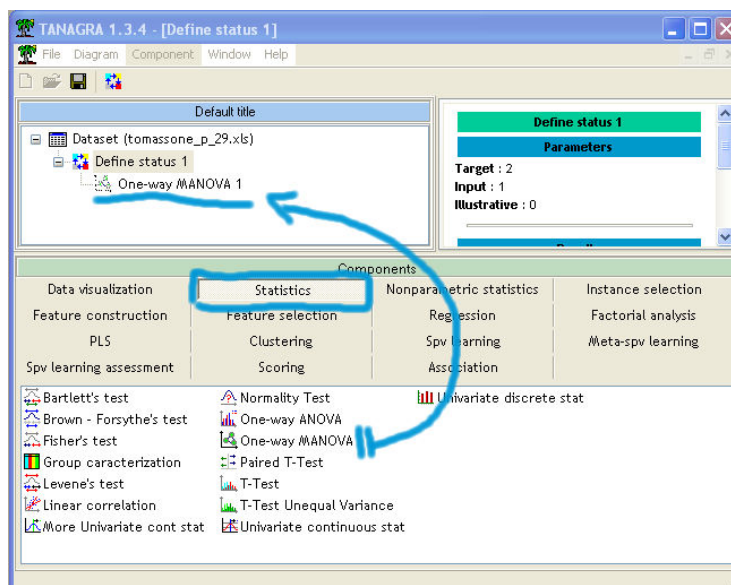 TANAGRA 1.3.4 - [Define status 1]
File Diagram Component Window Help
Default title
Dataset (tomassone_p_29.xls)
Define status 1
One-way MANOVA 1
Define status 1
Parameters
Target : 2
Input : 1
Illustrative : 0
Components
Data visualization Statistics Nonparametric statistics Instance selection
Feature construction Feature selection Regression Factorial analysis
PLS Clustering Spv learning Meta-spv learning
Spv learning assessment Scoring Association
Bartlett's test Normality Test Univariate discrete stat
Brown - Forsythe's test One-way ANOVA
Fisher's test One-way MANOVA
Group caracterization Paired T-Test
Levene's test T-Test
Linear correlation T-Test Unequal Variance
More Univariate cont stat Univariate continuous stat